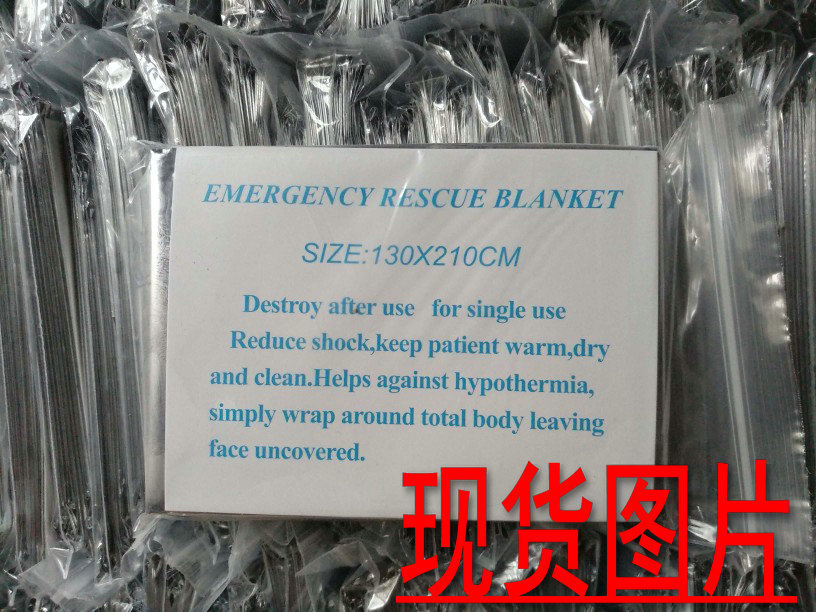 EMERGENCY RESCUE BLANKET
SIZE:130X210CM
Destroy after use for single use
Reduce shock,keep patient warm,dry
and clean.Helps against hypothermia,
simply wrap around total body leaving
face uncovered.
现货图片